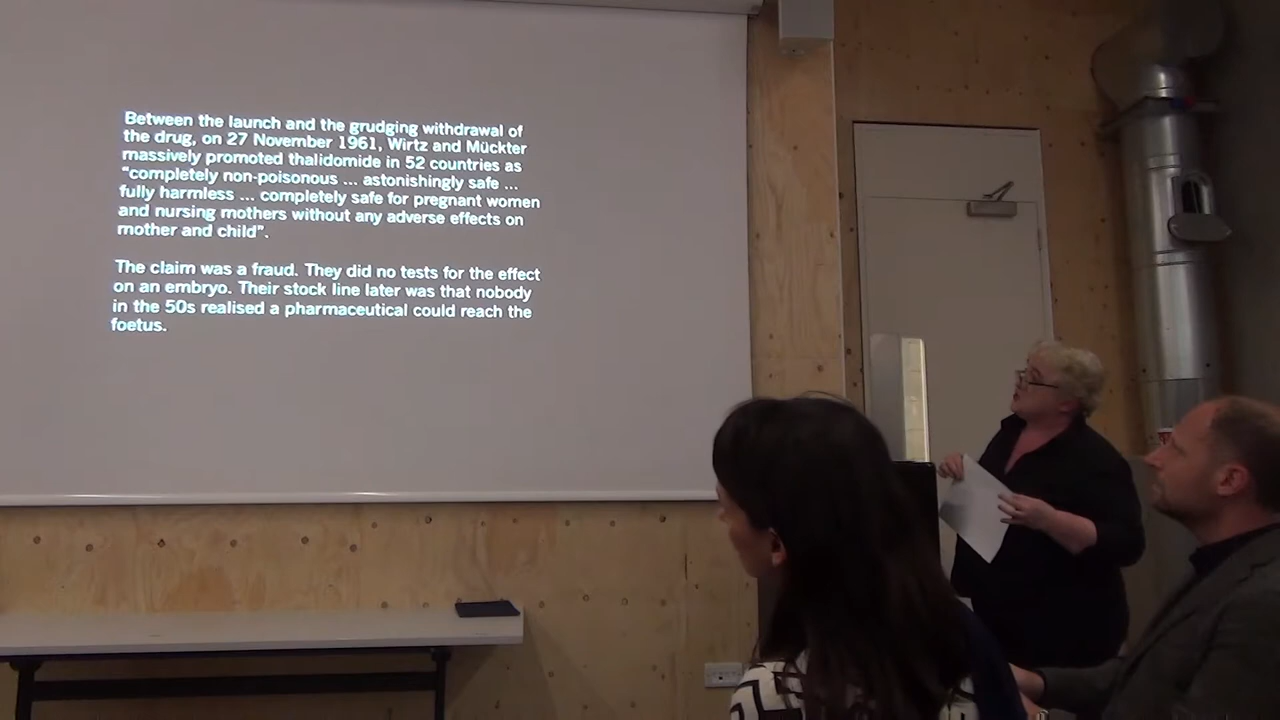 Between the launch and the grudging withdrawal of
the drug, on 27 November 1961, Wirtz and Mückter
massively promoted thalidomide in 52 countries as
“completely non-poisonous ... astonishingly safe ...
fully harmless ... completely safe for pregnant women
and nursing mothers without any adverse effects on
mother and child”.
The claim was a fraud. They did no tests for the effect
on an embryo. Their stock line later was that nobody
in the 50s realised a pharmaceutical could reach the
foetus.